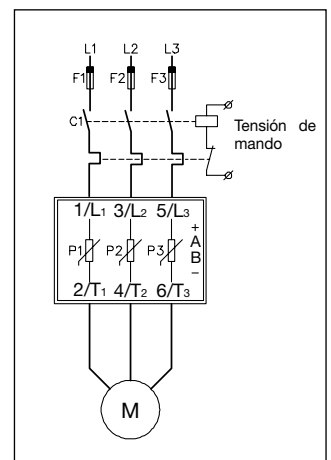 L1 L2 L3
F1 F2 F3
C1
Tensión de
mando
1/L1 3/L2 5/L3
+
P1 P2 P3 A
B
−
2/T1 4/T2 6/T3
M